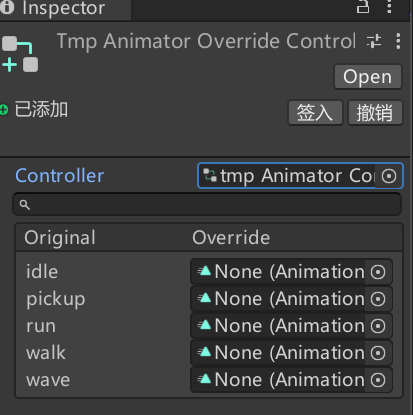 Inspector
Tmp Animator Override Control
Open
已添加
签入 撤销
Controller tmp Animator Co
Original Override
idle None (Animation
pickup None (Animation
run None (Animation
walk None (Animation
wave None (Animation